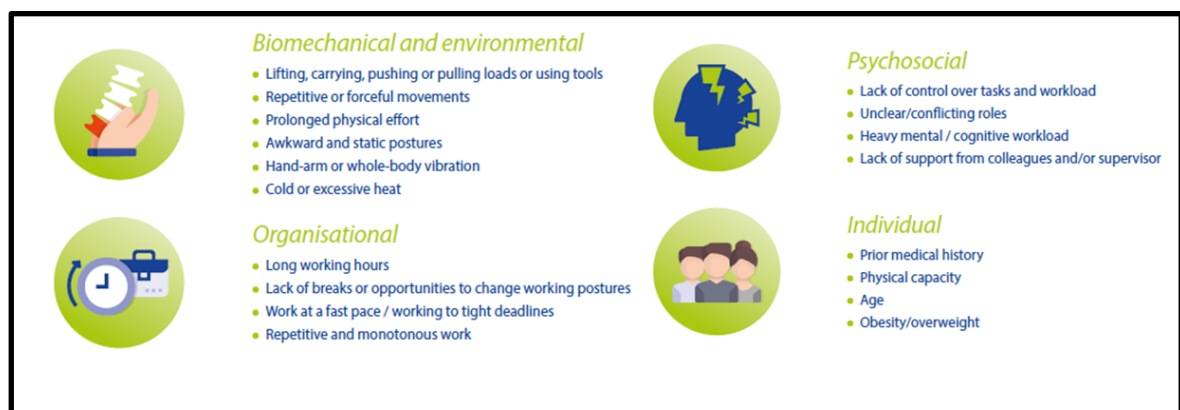 Biomechanical and environmental
Lifting, carrying, pushing or pulling loads or using tools
Repetitive or forceful movements
Prolonged physical effort
Awkward and static postures
Hand-arm or whole-body vibration
Cold or excessive heat
Organisational
Long working hours
Lack of breaks or opportunities to change working postures
Work at a fast pace / working to tight deadlines
Repetitive and monotonous work
Psychosocial
Lack of control over tasks and workload
Unclear/conflicting roles
Heavy mental / cognitive workload
Lack of support from colleagues and/or supervisor
Individual
Prior medical history
Physical capacity
Age
Obesity/overweight